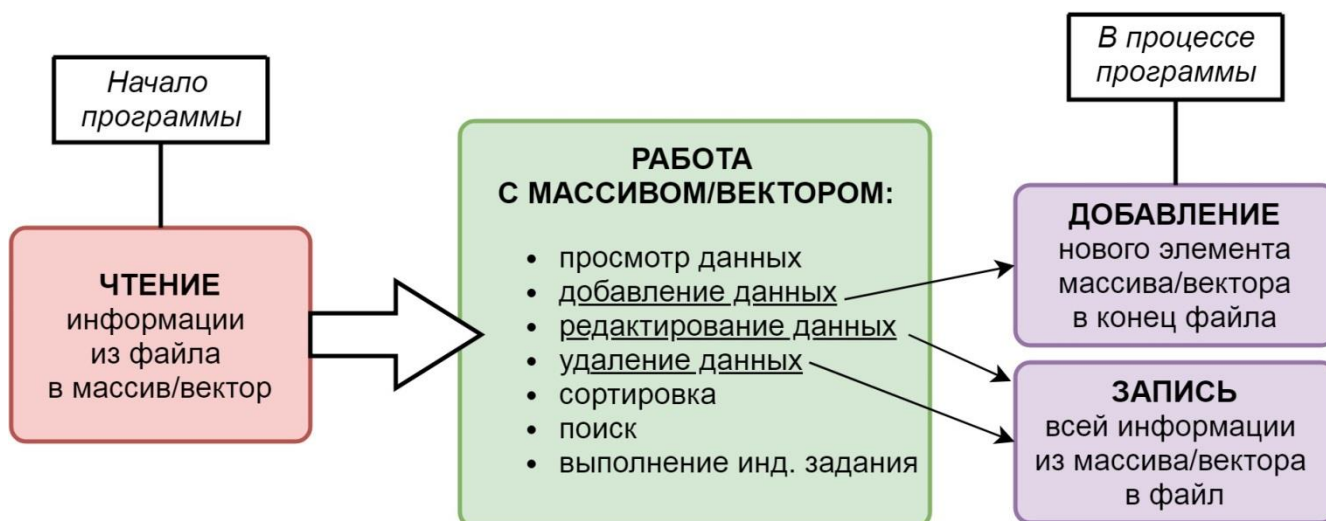 Начало
программы
ЧТЕНИЕ
информации
из файла
в массив/вектор
РАБОТА
С МАССИВОМ/ВЕКТОРОМ:
• просмотр данных
• добавление данных
• редактирование данных
• удаление данных
• сортировка
• поиск
• выполнение инд. задания
В процессе
программы
ДОБАВЛЕНИЕ
нового элемента
массива/вектора
в конец файла
ЗАПИСЬ
всей информации
из массива/вектора
в файл